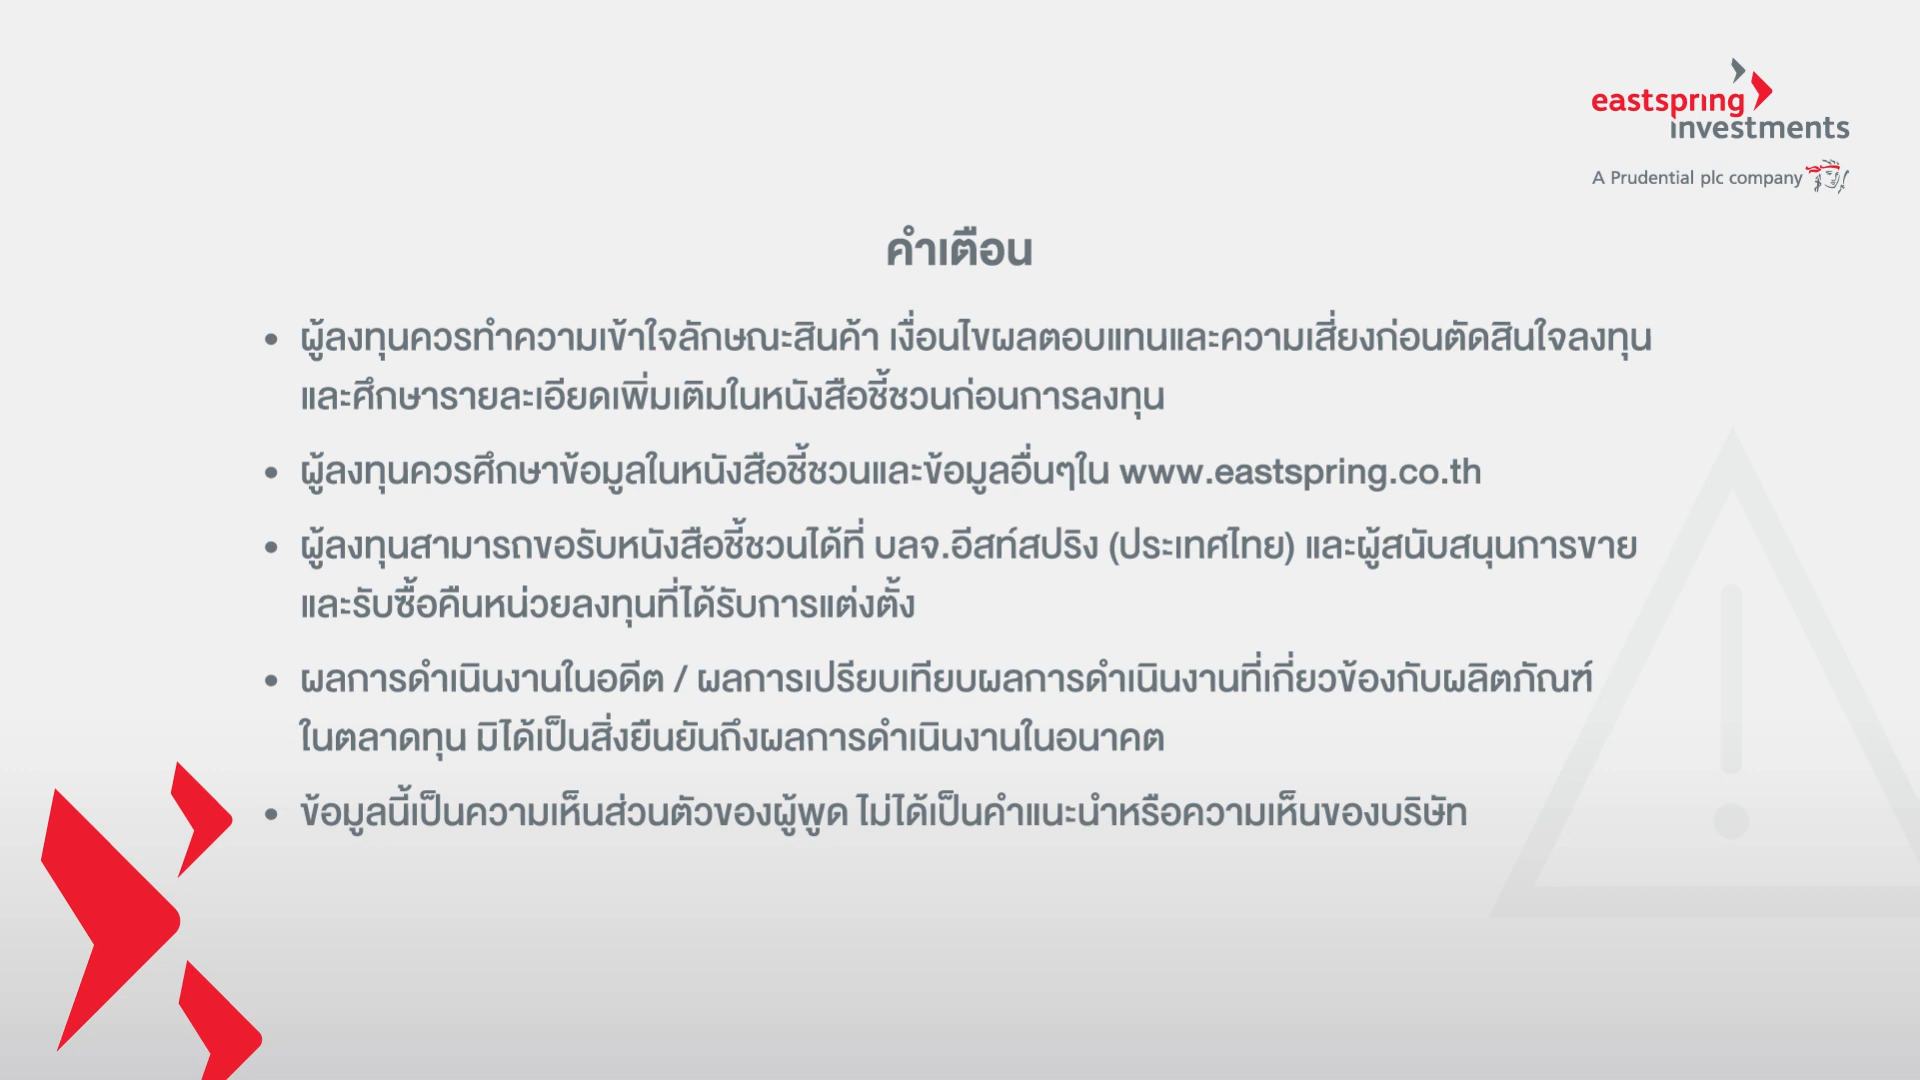 eastspring
investments
A Prudential plc company
คำเตือน
• ผู้ลงทุนควรทำความเข้าใจลักษณะสินค้า เงื่อนไขผลตอบแทนและความเสี่ยงก่อนตัดสินใจลงทุน
และศึกษารายละเอียดเพิ่มเติมในหนังสือชี้ชวนก่อนการลงทุน
• ผู้ลงทุนควรศึกษาข้อมูลในหนังสือชี้ชวนและข้อมูลอื่นๆใน www.eastspring.co.th
• ผู้ลงทุนสามารถขอรับหนังสือชี้ชวนได้ที่ บลจ.อีสท์สปริง (ประเทศไทย) และผู้สนับสนุนการขาย
และรับซื้อคืนหน่วยลงทุนที่ได้รับการแต่งตั้ง
• ผลการดำเนินงานในอดีต / ผลการเปรียบเทียบผลการดำเนินงานที่เกี่ยวข้องกับผลิตภัณฑ์
ในตลาดทุน มิได้เป็นสิ่งยืนยันถึงผลการดำเนินงานในอนาคต
• ข้อมูลนี้เป็นความเห็นส่วนตัวของผู้พูด ไม่ได้เป็นคำแนะนำหรือความเห็นของบริษัท